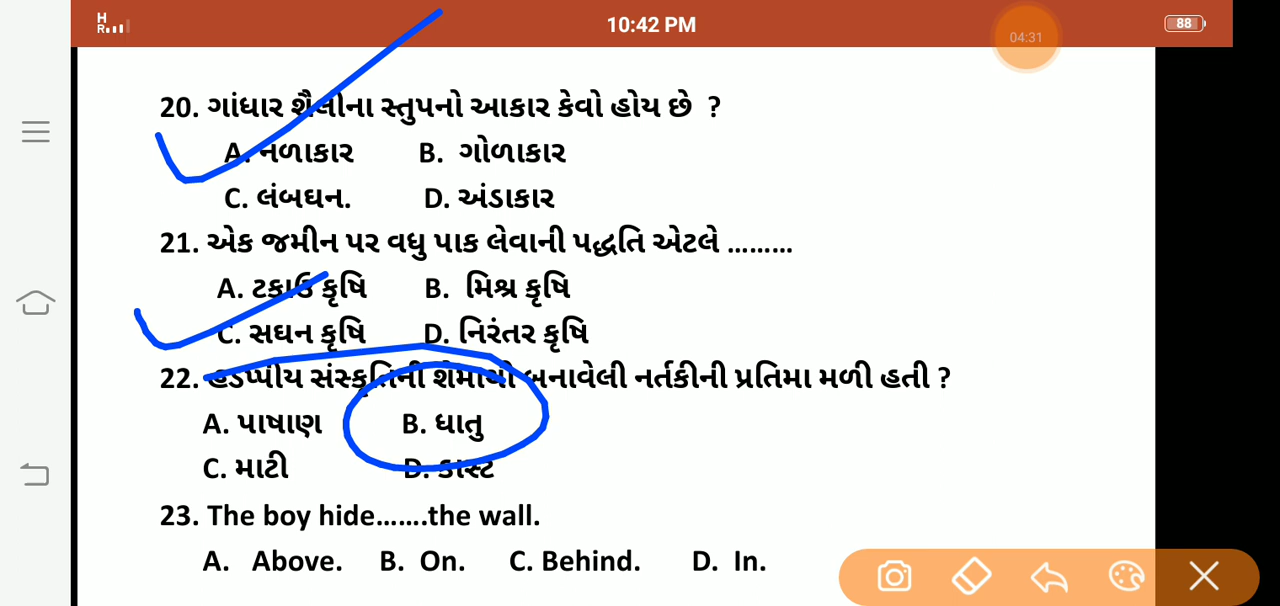 H
R
10:42 PM
04:31
88
20. ગાંધાર શૈલીના સ્તુપનો આકાર કેવો હોય છે ?
A. નળાકાર B. ગોળાકાર
C. લંબઘન. D. અંડાકાર
21. એક જમીન પર વધુ પાક લેવાની પદ્ધતિ એટલે .........
A. ટકાઉ કૃષિ B. મિશ્ર કૃષિ
C. સઘન કૃષિ D. નિરંતર કૃષિ
22. હડપ્પીય સંસ્કૃતિની શેમાથી બનાવેલી નર્તકીની પ્રતિમા મળી હતી ?
A. પાષાણ B. ધાતુ
C. માટી D. કાસ્ટ
23. The boy hide.......the wall.
A. Above. B. On. C. Behind. D. In.